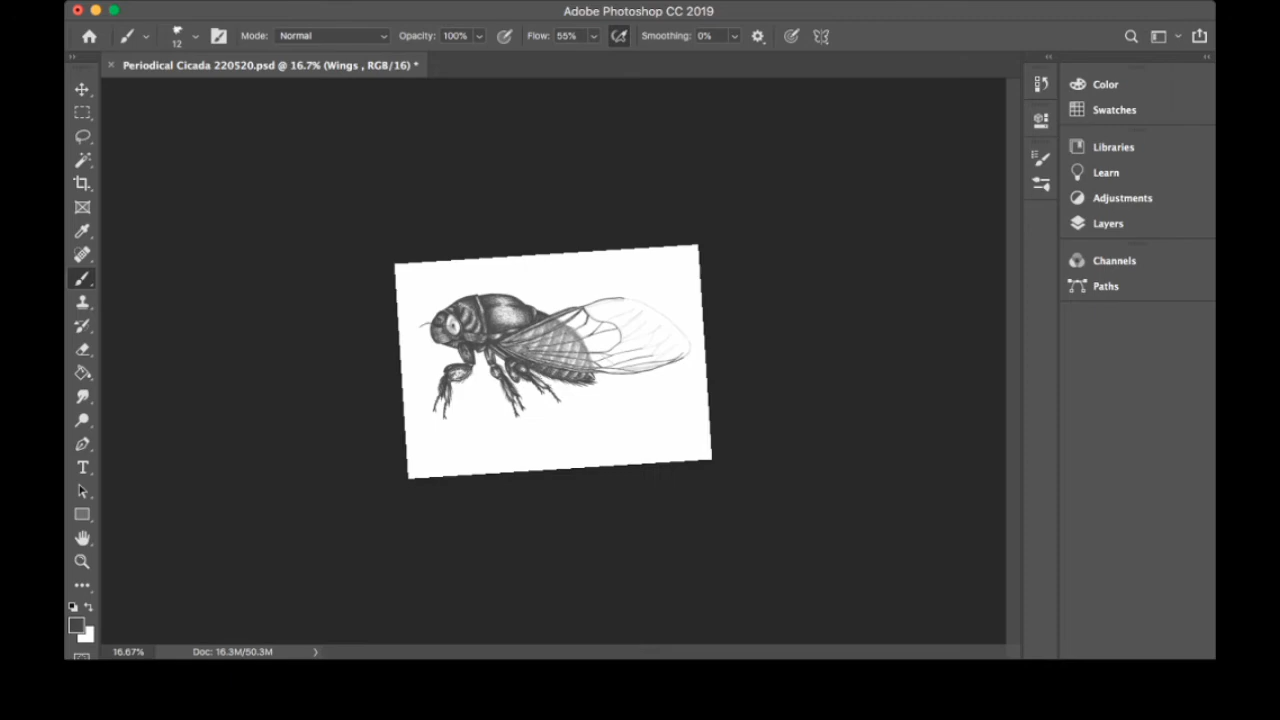 Adobe Photoshop CC 2019
12
Mode: Normal
Opacity: 100%
Flow: 55%
Smoothing: 0%
× Periodical Cicada 220520.psd @ 16.7% (Wings , RGB/16) *
Color
Swatches
Libraries
Learn
Adjustments
Layers
Channels
Paths
16.67%
Doc: 16.3M/50.3M